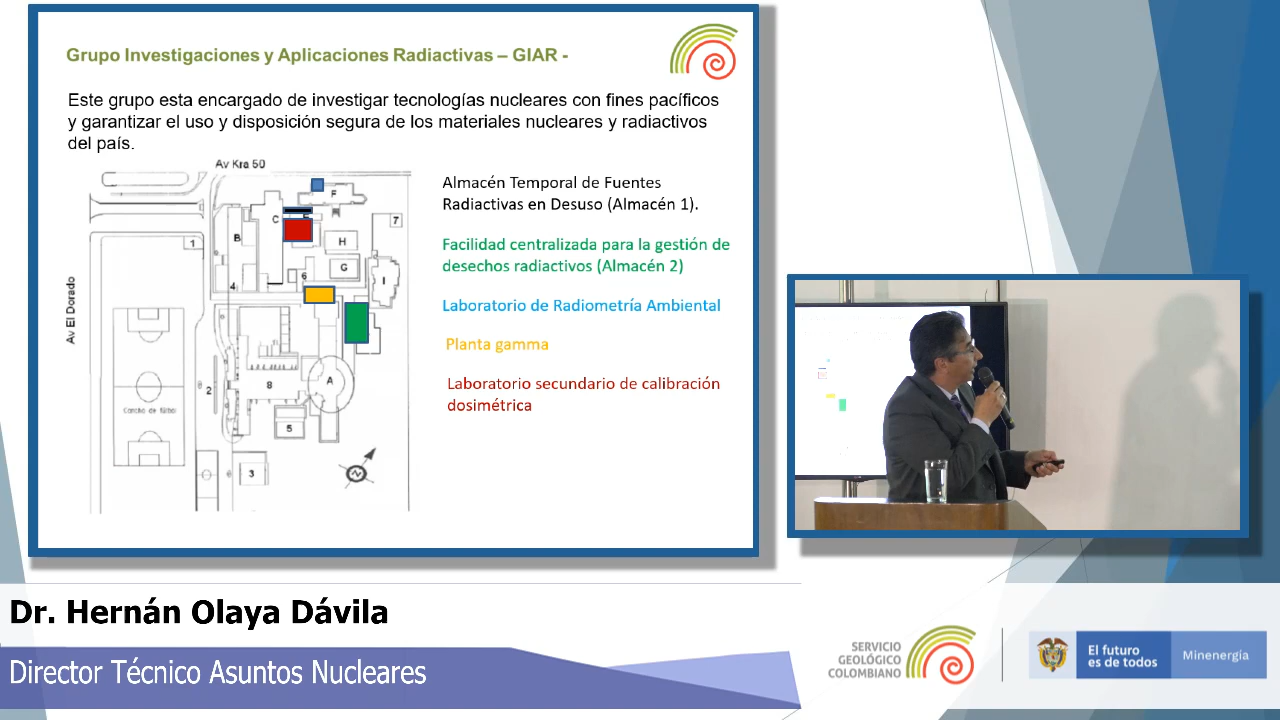 Grupo Investigaciones y Aplicaciones Radiactivas – GIAR -
Este grupo esta encargado de investigar tecnologías nucleares con fines pacíficos
y garantizar el uso y disposición segura de los materiales nucleares y radiactivos
del país.
Av Kra 50
Av El Dorado
F
C
7
B
1
H
G
6
I
4
8
A
2
Cancha de fútbol
5
3
N
Almacén Temporal de Fuentes
Radiactivas en Desuso (Almacén 1).
Facilidad centralizada para la gestión de
desechos radiactivos (Almacén 2)
Laboratorio de Radiometría Ambiental
Planta gamma
Laboratorio secundario de calibración
dosimétrica
Dr. Hernán Olaya Dávila
Director Técnico Asuntos Nucleares
SERVICIO
GEOLÓGICO
COLOMBIANO
El futuro
es de todos
Minenergía